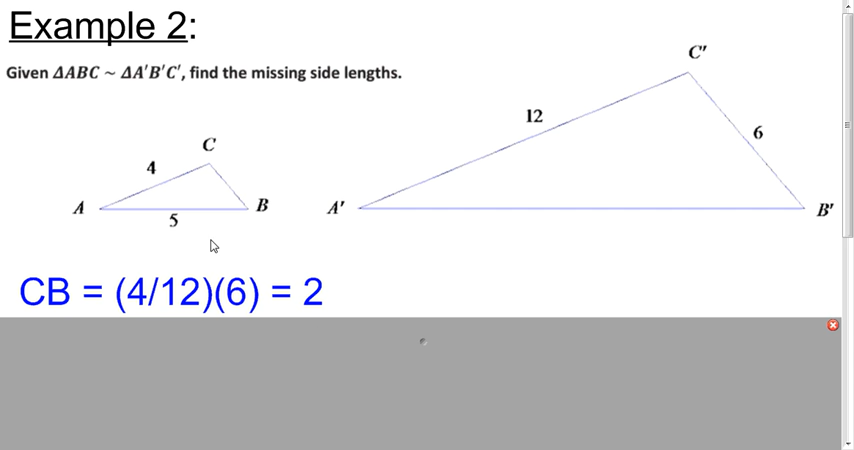 Example 2:
Given ΔABC ~ ΔA′B′C′, find the missing side lengths.
C′
12
6
C
4
A
B
5
A′
B′
CB = (4/12)(6) = 2